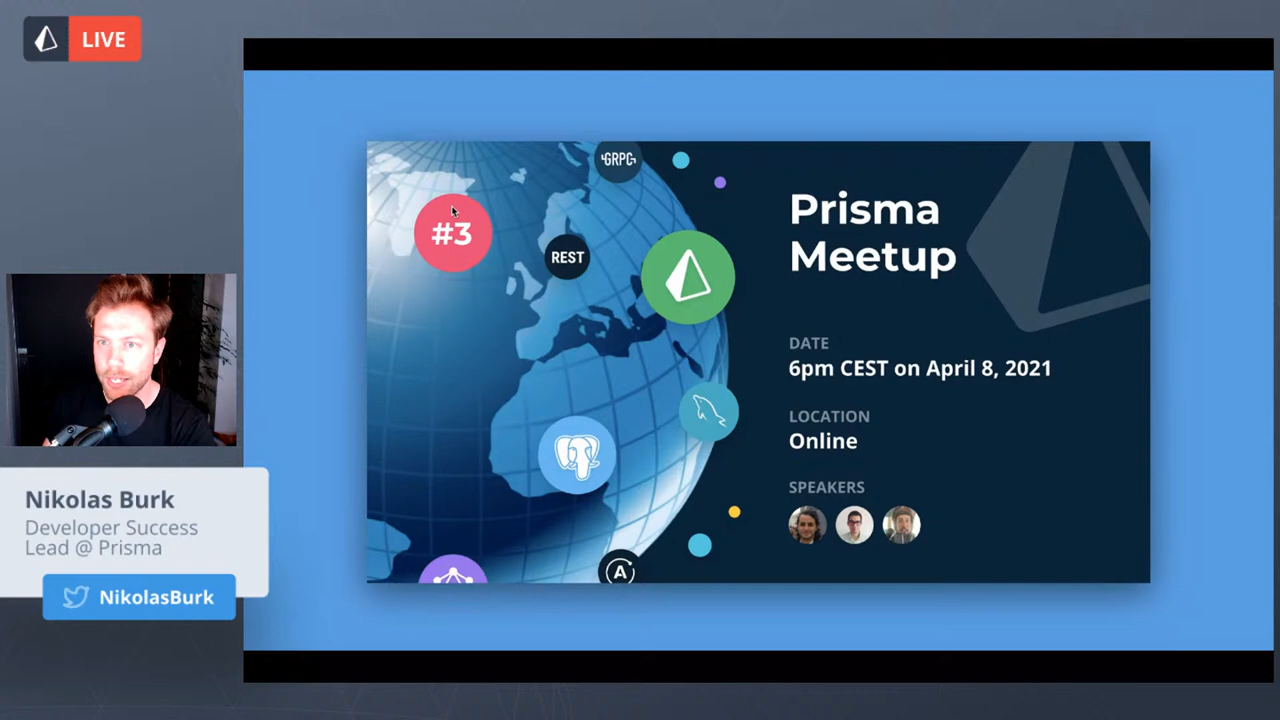 LIVE
GRPC
#3
REST
Prisma
Meetup
DATE
6pm CEST on April 8, 2021
LOCATION
Online
SPEAKERS
A
Nikolas Burk
Developer Success
Lead @ Prisma
NikolasBurk